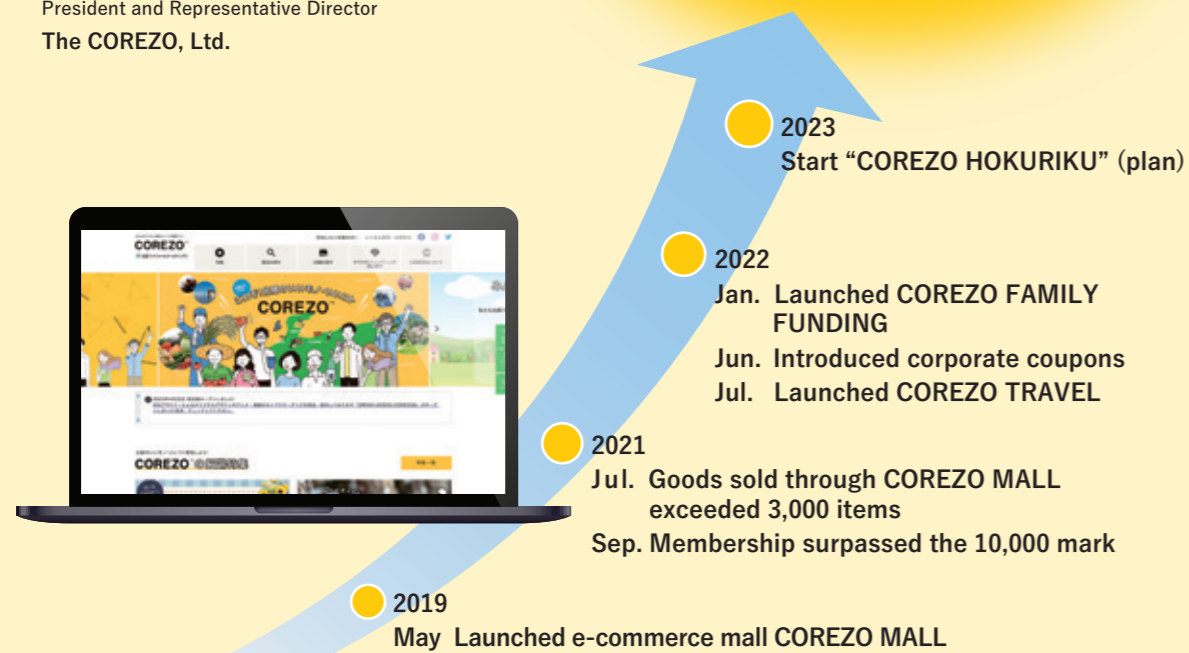 President and Representative Director
The COREZO, Ltd.
2023
Start “COREZO HOKURIKU” (plan)
2022
Jan. Launched COREZO FAMILY
FUNDING
Jun. Introduced corporate coupons
Jul. Launched COREZO TRAVEL
2021
Jul. Goods sold through COREZO MALL
exceeded 3,000 items
Sep. Membership surpassed the 10,000 mark
2019
May Launched e-commerce mall COREZO MALL
COREZO
COREZO
COREZO